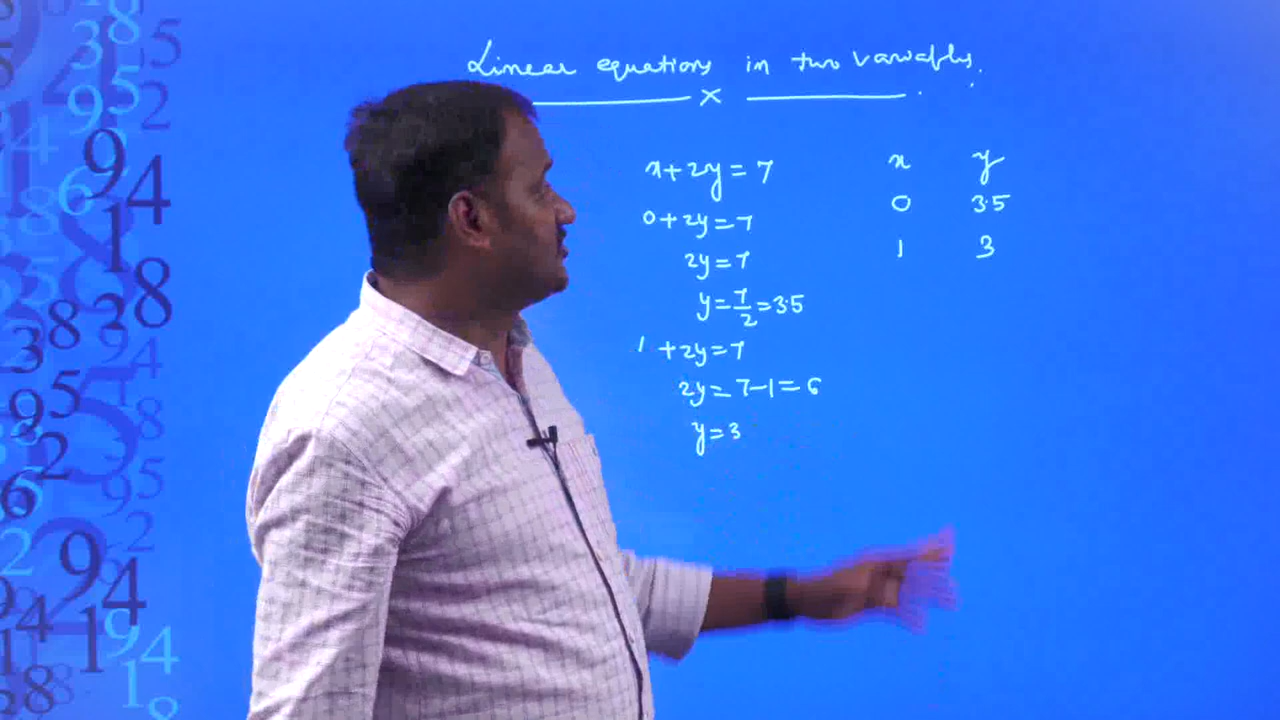 Linear equations in two variables.
x
x + 2y = 7
0 + 2y = 7
2y = 7
y = 7/2 = 3.5
1 + 2y = 7
2y = 7 - 1 = 6
y = 3
x y
0 3.5
1 3